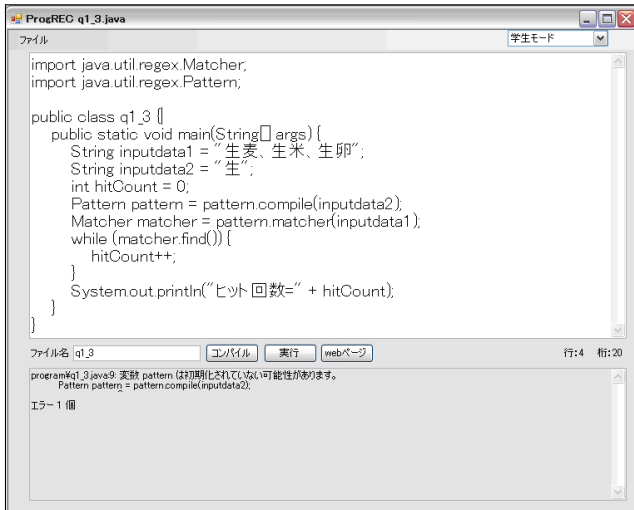 ProgREC q1_3.java
ファイル
学生モード
import java.util.regex.Matcher;
import java.util.regex.Pattern;
public class q1_3 {
public static void main(String[] args) {
String inputdata1 = "生麦、生米、生卵";
String inputdata2 = "生";
int hitCount = 0;
Pattern pattern = pattern.compile(inputdata2);
Matcher matcher = pattern.matcher(inputdata1);
while (matcher.find()) {
hitCount++;
}
System.out.println("ヒット回数=" + hitCount);
}
}
ファイル名 q1_3 コンパイル 実行 webページ 行:4 桁:20
program¥q1_3.java:9: 変数 pattern は初期化されていない可能性があります。
Pattern pattern = pattern.compile(inputdata2);
^
エラー 1 個